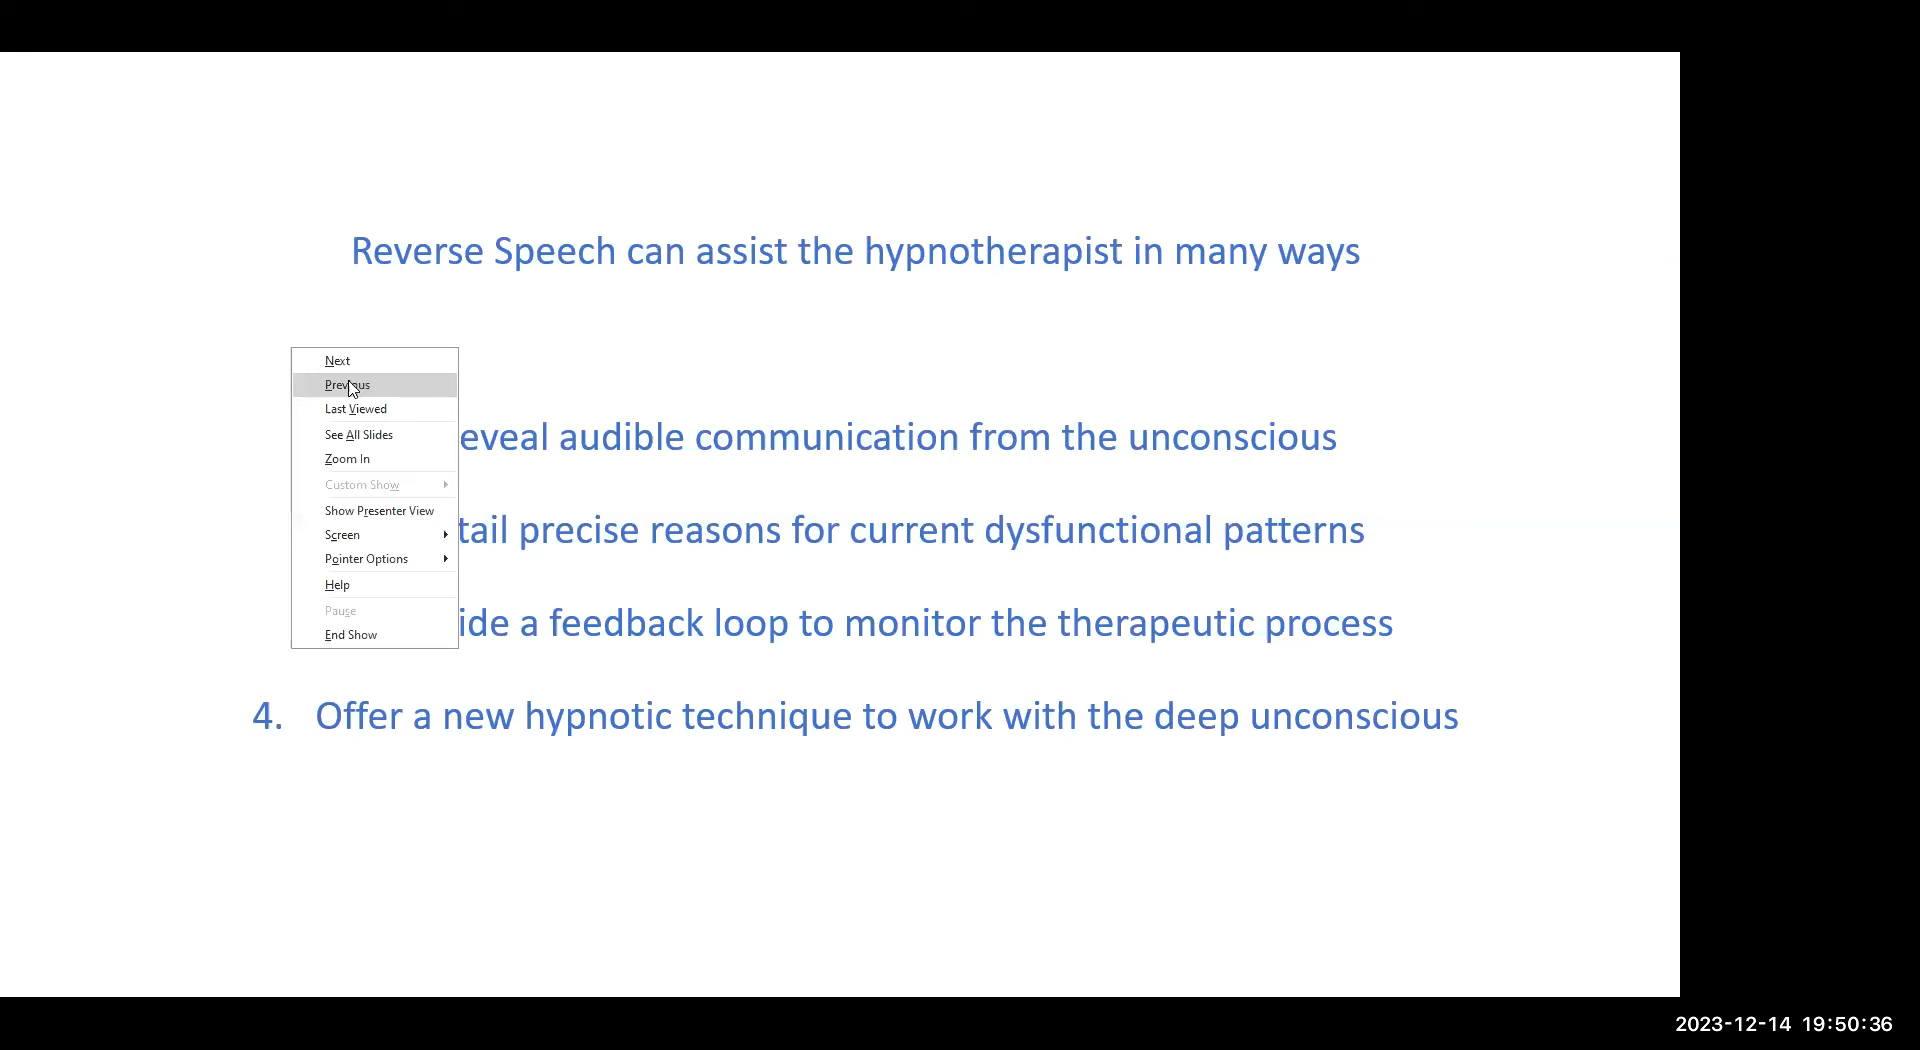 Reverse Speech can assist the hypnotherapist in many ways
Next
Previous
Last Viewed
See All Slides
Zoom In
Custom Show
Show Presenter View
Screen
Pointer Options
Help
Pause
End Show
eveal audible communication from the unconscious
tail precise reasons for current dysfunctional patterns
ide a feedback loop to monitor the therapeutic process
4. Offer a new hypnotic technique to work with the deep unconscious
2023-12-14 19:50:36